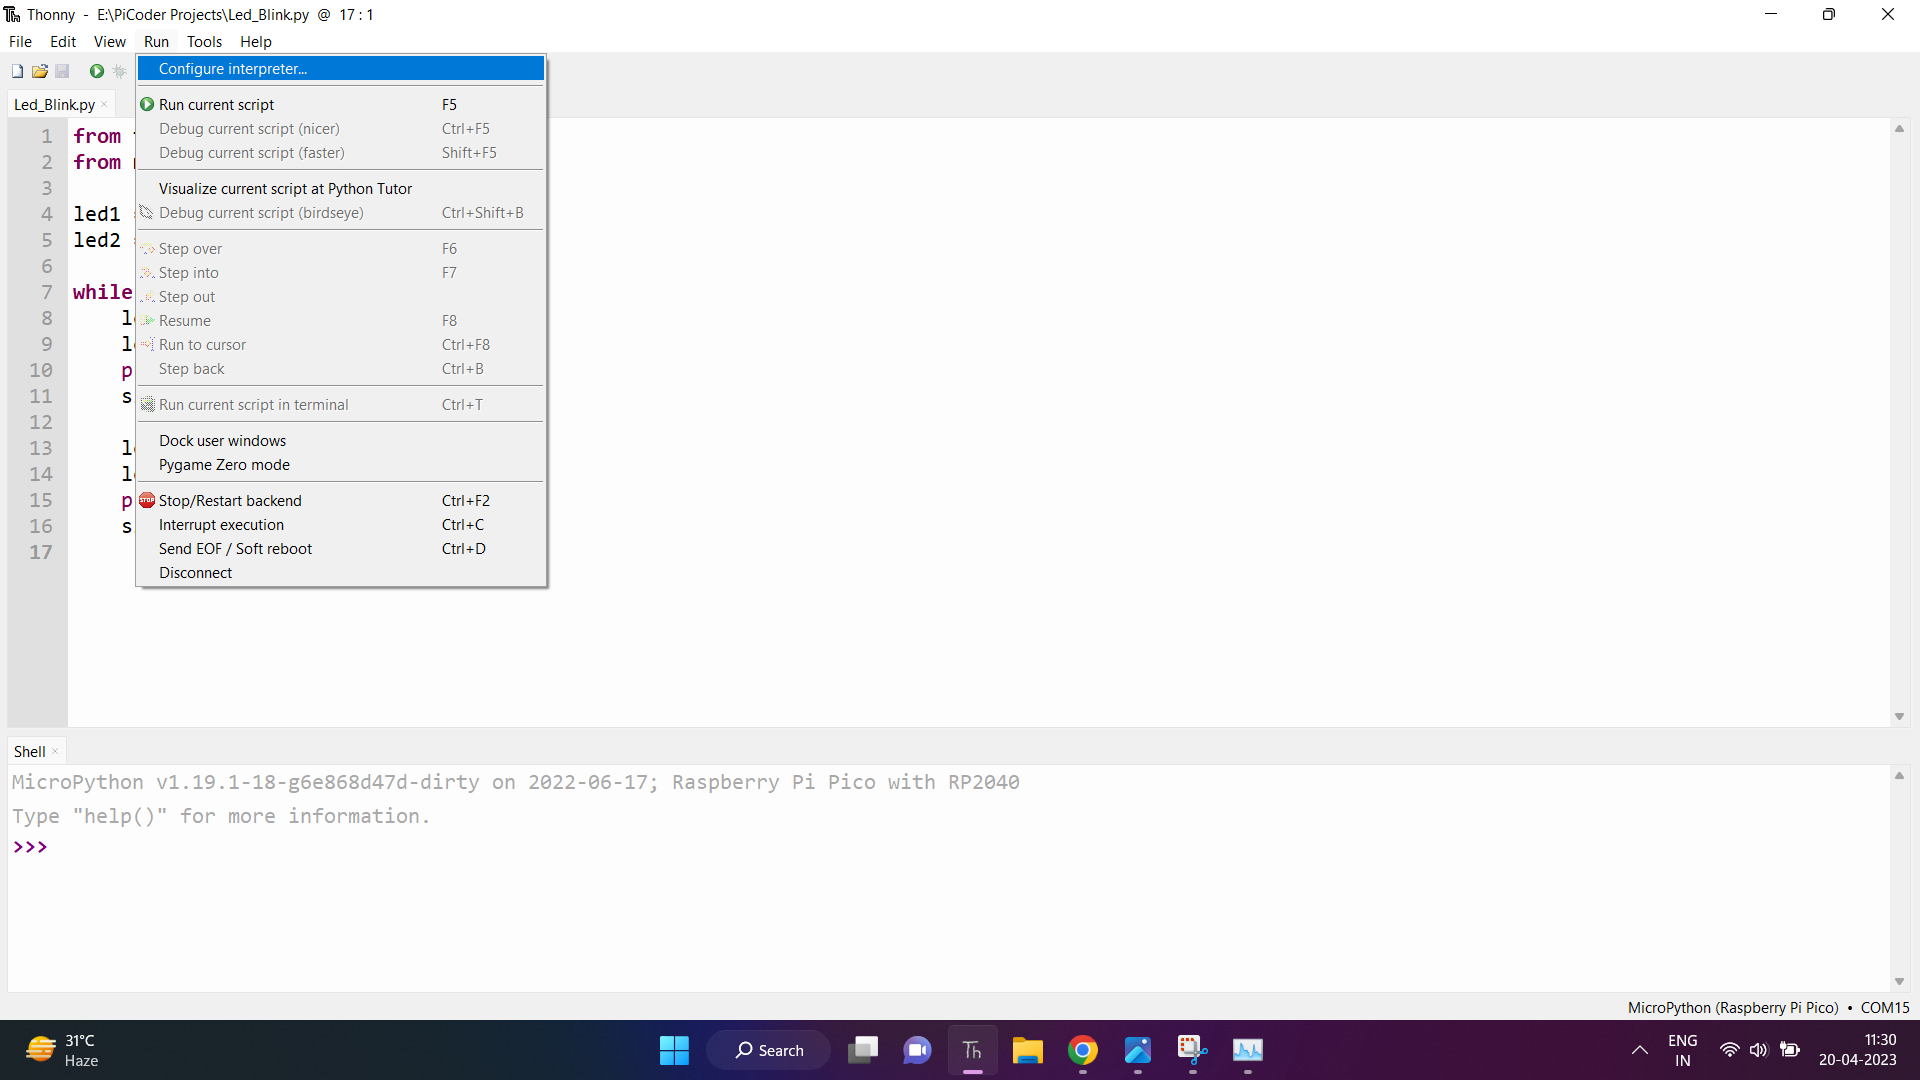 Thonny - E:\PiCoder Projects\Led_Blink.py @ 17 : 1
File Edit View Run Tools Help
Configure interpreter...
Led_Blink.py ×
Run current script F5
Debug current script (nicer) Ctrl+F5
Debug current script (faster) Shift+F5
Visualize current script at Python Tutor
Debug current script (birdseye) Ctrl+Shift+B
Step over F6
Step into F7
Step out
Resume F8
Run to cursor Ctrl+F8
Step back Ctrl+B
Run current script in terminal Ctrl+T
Dock user windows
Pygame Zero mode
STOP Stop/Restart backend Ctrl+F2
Interrupt execution Ctrl+C
Send EOF / Soft reboot Ctrl+D
Disconnect
1 from
2 from
3
4 led1
5 led2
6
7 while
8 l
9 l
10 p
11 s
12
13 l
14 l
15 p
16 s
17
Shell ×
MicroPython v1.19.1-18-g6e868d47d-dirty on 2022-06-17; Raspberry Pi Pico with RP2040
Type "help()" for more information.
>>>
MicroPython (Raspberry Pi Pico) • COM15
31°C
Haze
Search
Th
ENG
IN
11:30
20-04-2023